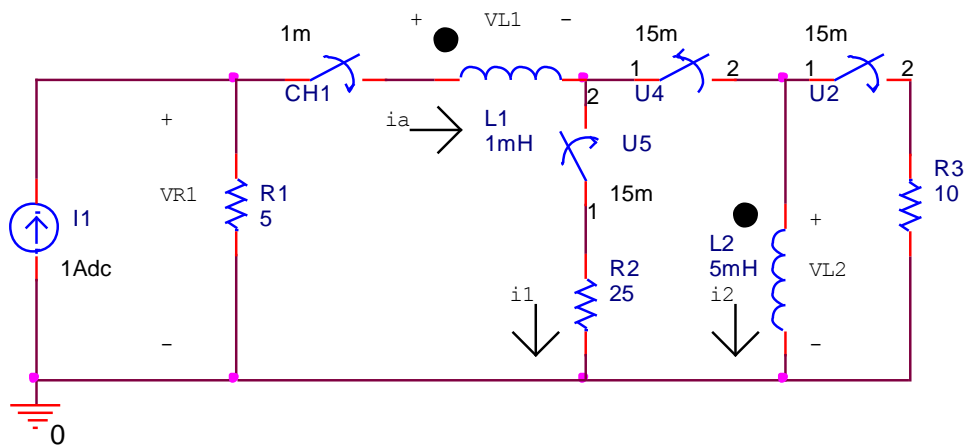 + VL1 -
1m
15m
15m
1
2
1
2
CH1
U4
U2
2
+
ia
L1
1mH
U5
R3
10
VR1
R1
5
15m
1
I1
L2
5mH
+
VL2
1Adc
R2
25
i1
i2
-
-
0